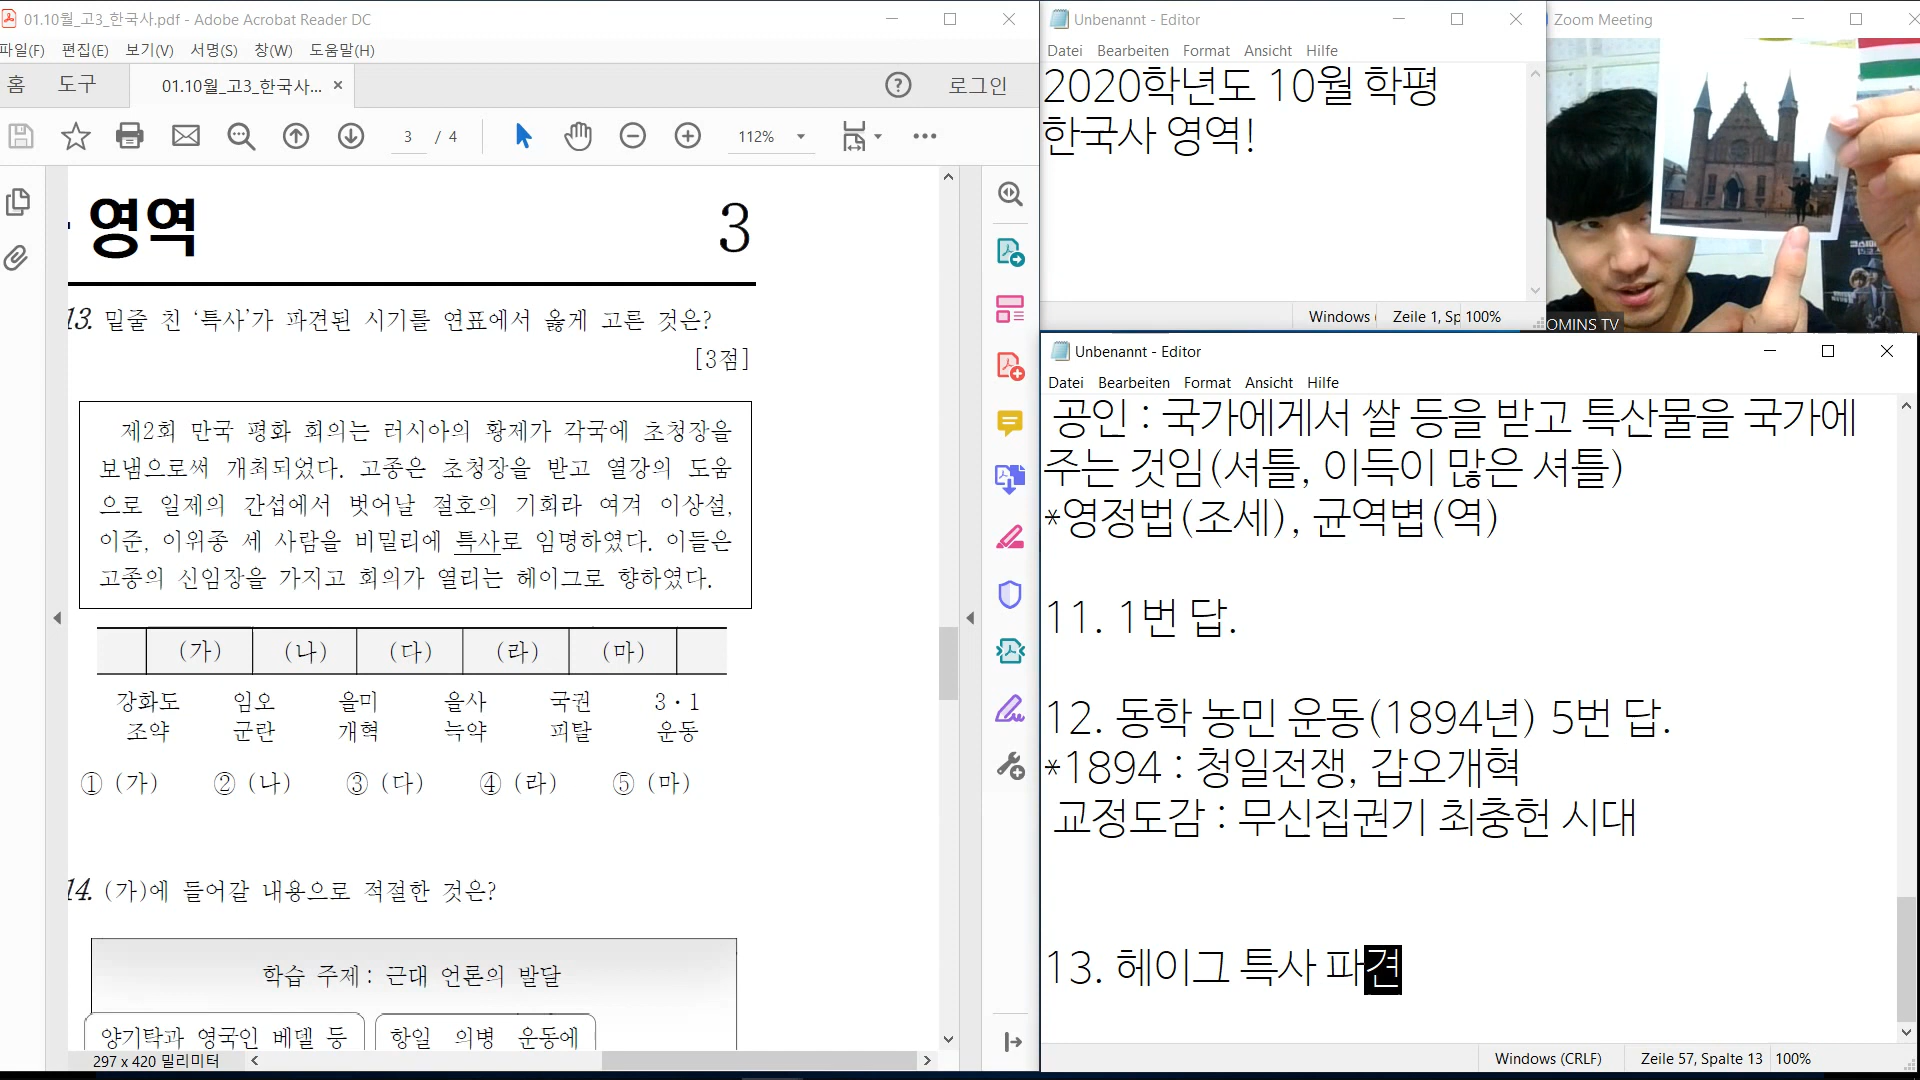 01.10월_고3_한국사.pdf - Adobe Acrobat Reader DC
파일(F) 편집(E) 보기(V) 서명(S) 창(W) 도움말(H)
홈 도구 01.10월_고3_한국사... × 로그인
3 / 4 112%
영역 3
13. 밑줄 친 ‘특사’가 파견된 시기를 연표에서 옳게 고른 것은?
[3점]
제2회 만국 평화 회의는 러시아의 황제가 각국에 초청장을
보냄으로써 개최되었다. 고종은 초청장을 받고 열강의 도움
으로 일제의 간섭에서 벗어날 절호의 기회라 여겨 이상설,
이준, 이위종 세 사람을 비밀리에 특사로 임명하였다. 이들은
고종의 신임장을 가지고 회의가 열리는 헤이그로 향하였다.
(가) (나) (다) (라) (마)
강화도 임오 을미 을사 국권 3·1
조약 군란 개혁 늑약 피탈 운동
① (가) ② (나) ③ (다) ④ (라) ⑤ (마)
14. (가)에 들어갈 내용으로 적절한 것은?
학습 주제: 근대 언론의 발달
양기탁과 영국인 베델 등 항일 의병 운동에
297 x 420 밀리미터
Unbenannt - Editor
Datei Bearbeiten Format Ansicht Hilfe
2020학년도 10월 학평
한국사 영역!
Windows Zeile 1, Sp 100%
Zoom Meeting
OMINS TV
Unbenannt - Editor
Datei Bearbeiten Format Ansicht Hilfe
공인 : 국가에게서 쌀 등을 받고 특산물을 국가에
주는 것임(셔틀, 이득이 많은 셔틀)
*영정법(조세), 균역볍(역)
11. 1번 답.
12. 동학 농민 운동(1894년) 5번 답.
*1894 : 청일전쟁, 갑오개혁
교정도감 : 무신집권기 최충헌 시대
13. 헤이그 특사 파견
Windows (CRLF) Zeile 57, Spalte 13 100%